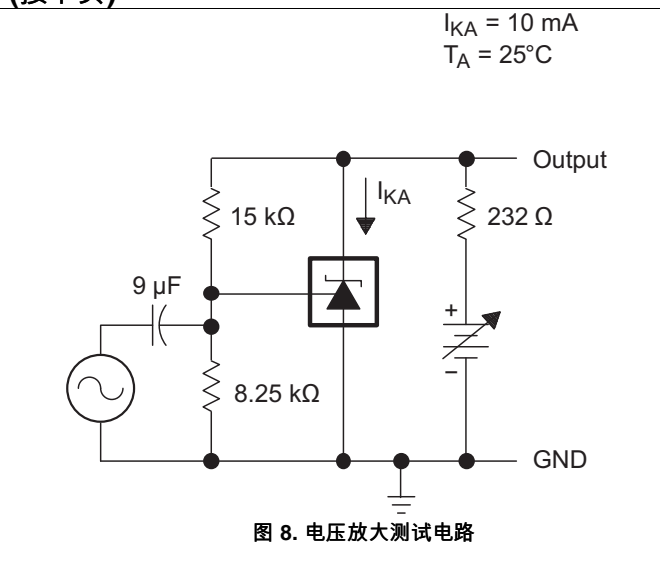 I_KA = 10 mA
T_A = 25°C
Output
I_KA
15 kΩ
232 Ω
9 µF
+
8.25 kΩ
−
GND
图 8. 电压放大测试电路